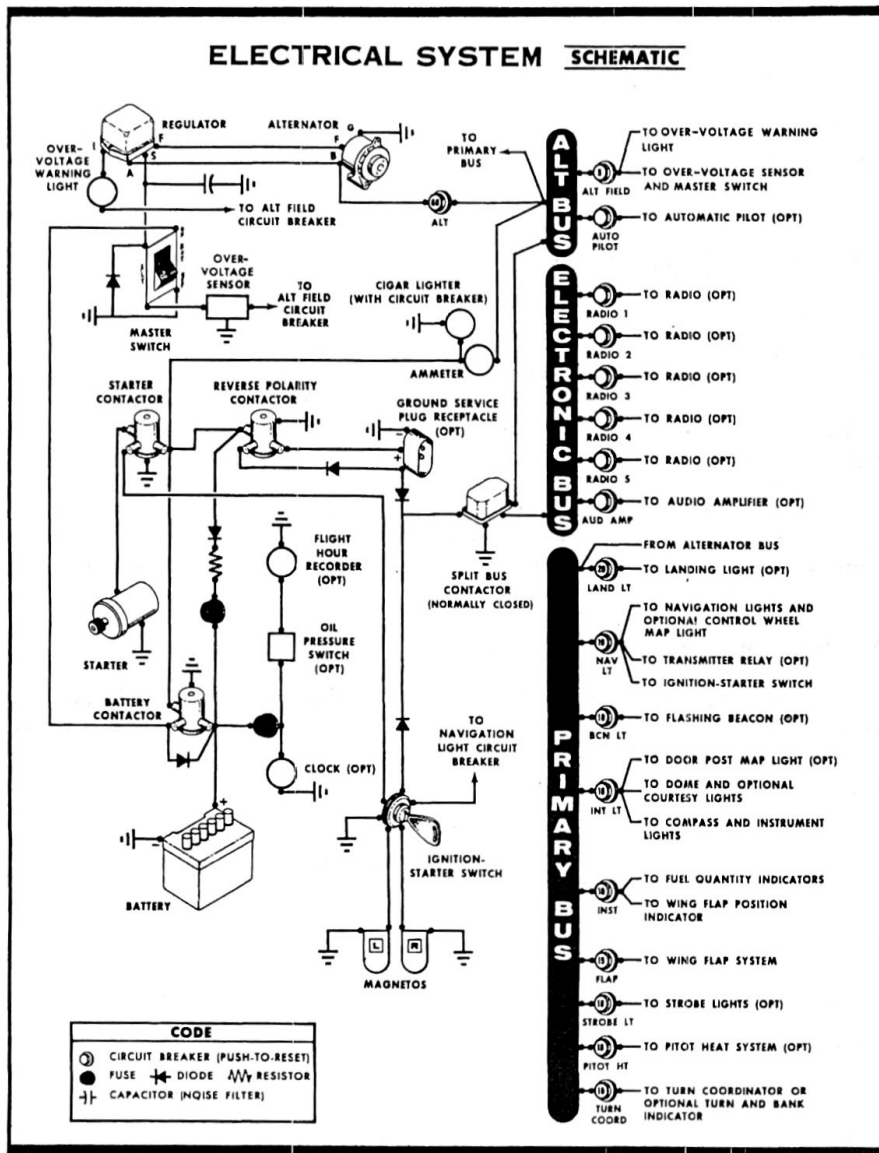 ELECTRICAL SYSTEM SCHEMATIC
REGULATOR
ALTERNATOR
G
F
F
I
S
A
B
OVER-
VOLTAGE
WARNING
LIGHT
TO ALT FIELD
CIRCUIT BREAKER
60
ALT
TO
PRIMARY
BUS
MASTER
SWITCH
OVER-
VOLTAGE
SENSOR
TO
ALT FIELD
CIRCUIT
BREAKER
CIGAR LIGHTER
(WITH CIRCUIT BREAKER)
AMMETER
STARTER
CONTACTOR
REVERSE POLARITY
CONTACTOR
GROUND SERVICE
PLUG RECEPTACLE
(OPT)
-
+
FLIGHT
HOUR
RECORDER
(OPT)
OIL
PRESSURE
SWITCH
(OPT)
SPLIT BUS
CONTACTOR
(NORMALLY CLOSED)
STARTER
BATTERY
CONTACTOR
CLOCK (OPT)
TO
NAVIGATION
LIGHT CIRCUIT
BREAKER
IGNITION-
STARTER SWITCH
+
-
BATTERY
L
R
MAGNETOS
ALT BUS
ALT FIELD
TO OVER-VOLTAGE WARNING
LIGHT
TO OVER-VOLTAGE SENSOR
AND MASTER SWITCH
AUTO
PILOT
TO AUTOMATIC PILOT (OPT)
ELECTRONIC BUS
RADIO 1
TO RADIO (OPT)
RADIO 2
TO RADIO (OPT)
RADIO 3
TO RADIO (OPT)
RADIO 4
TO RADIO (OPT)
RADIO 5
TO RADIO (OPT)
AUD AMP
TO AUDIO AMPLIFIER (OPT)
PRIMARY BUS
FROM ALTERNATOR BUS
20
LAND LT
TO LANDING LIGHT (OPT)
NAV
LT
TO NAVIGATION LIGHTS AND
OPTIONAL CONTROL WHEEL
MAP LIGHT
TO TRANSMITTER RELAY (OPT)
TO IGNITION-STARTER SWITCH
10
BCN LT
TO FLASHING BEACON (OPT)
10
INT LT
TO DOOR POST MAP LIGHT (OPT)
TO DOME AND OPTIONAL
COURTESY LIGHTS
TO COMPASS AND INSTRUMENT
LIGHTS
10
INST
TO FUEL QUANTITY INDICATORS
TO WING FLAP POSITION
INDICATOR
15
FLAP
TO WING FLAP SYSTEM
10
STROBE LT
TO STROBE LIGHTS (OPT)
10
PITOT HT
TO PITOT HEAT SYSTEM (OPT)
10
TURN
COORD
TO TURN COORDINATOR OR
OPTIONAL TURN AND BANK
INDICATOR
CODE
CIRCUIT BREAKER (PUSH-TO-RESET)
FUSE DIODE RESISTOR
CAPACITOR (NOISE FILTER)